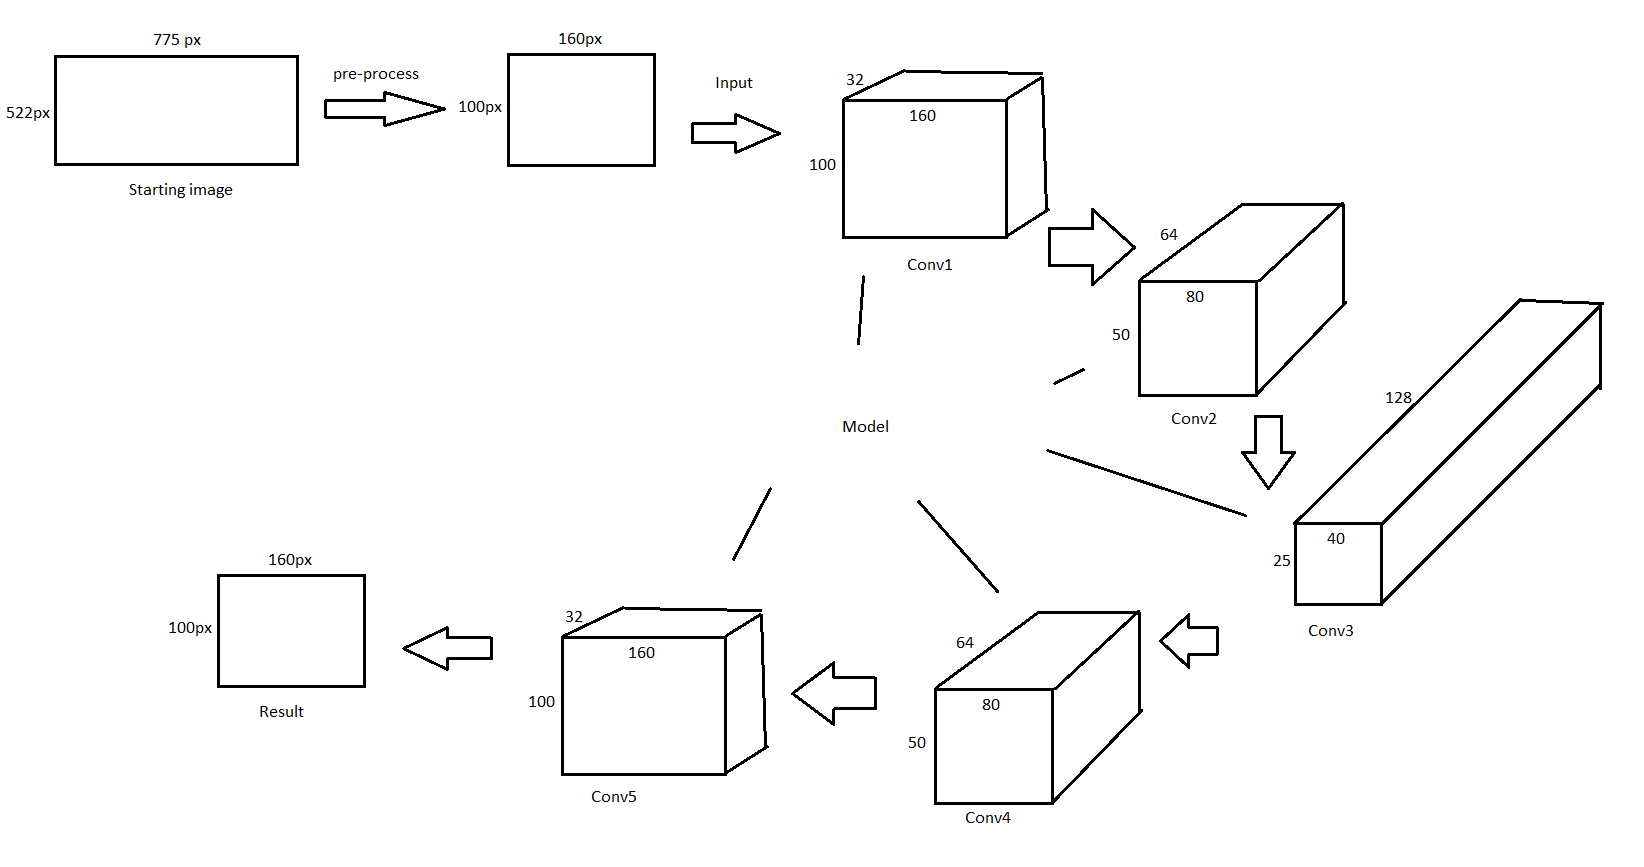 775 px
522px
Starting image
pre-process
160px
100px
Input
32
160
100
Conv1
64
80
50
Conv2
128
40
25
Conv3
Model
64
80
50
Conv4
32
160
100
Conv5
160px
100px
Result